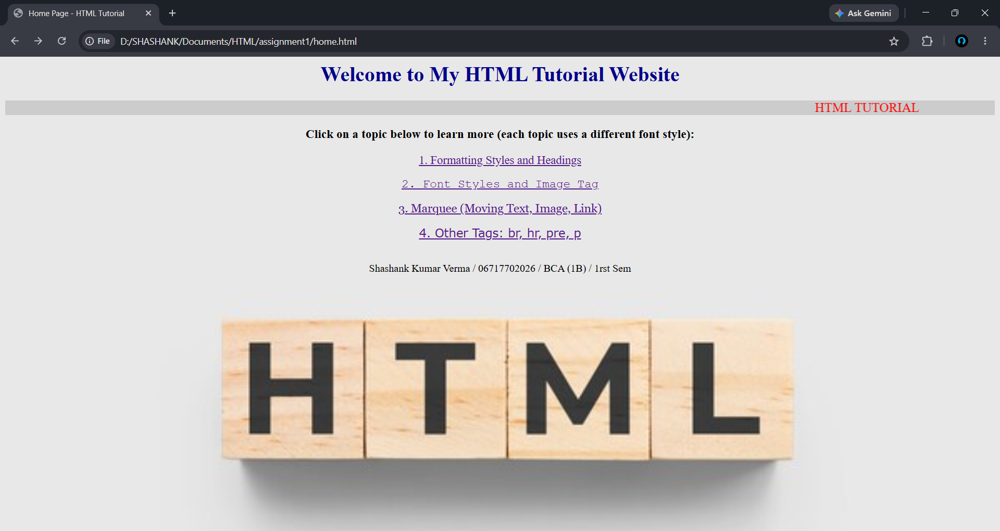 Home Page - HTML Tutorial
Ask Gemini
File D:/SHASHANK/Documents/HTML/assignment1/home.html
Welcome to My HTML Tutorial Website
HTML TUTORIAL
Click on a topic below to learn more (each topic uses a different font style):
1. Formatting Styles and Headings
2. Font Styles and Image Tag
3. Marquee (Moving Text, Image, Link)
4. Other Tags: br, hr, pre, p
Shashank Kumar Verma / 06717702026 / BCA (1B) / 1rst Sem
HTML